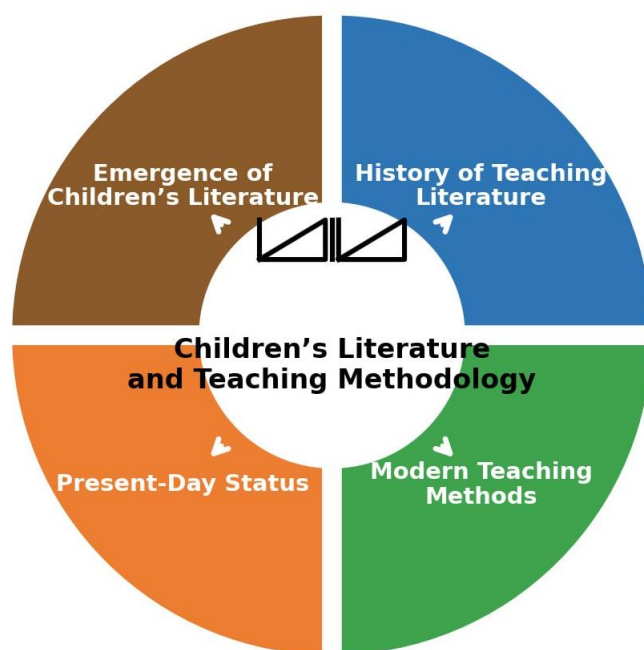 Emergence of
Children’s Literature
History of Teaching
Literature
Children’s Literature
and Teaching Methodology
Present-Day Status
Modern Teaching
Methods